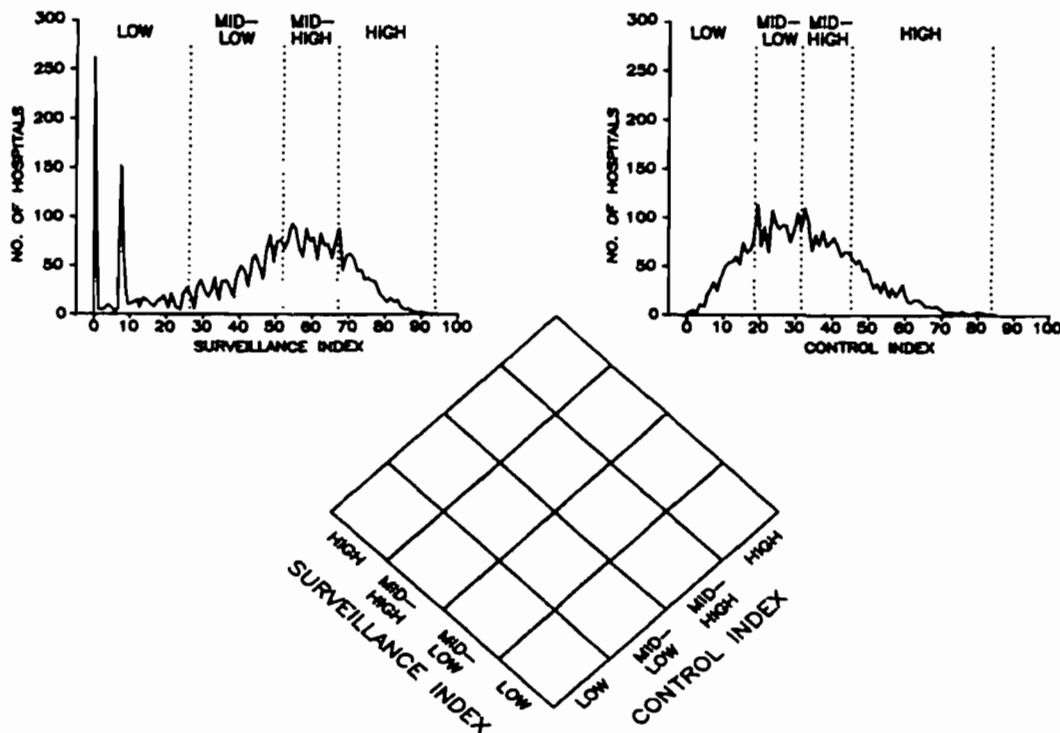 300
250
200
150
100
50
0
NO. OF HOSPITALS
LOW
MID-
LOW
MID-
HIGH
HIGH
0 10 20 30 40 50 60 70 80 90 100
SURVEILLANCE INDEX
300
250
200
150
100
50
0
NO. OF HOSPITALS
LOW
MID-
LOW
MID-
HIGH
HIGH
0 10 20 30 40 50 60 70 80 90 100
CONTROL INDEX
HIGH
MID-
HIGH
MID-
LOW
LOW
SURVEILLANCE INDEX
LOW
MID-
LOW
MID-
HIGH
HIGH
CONTROL INDEX